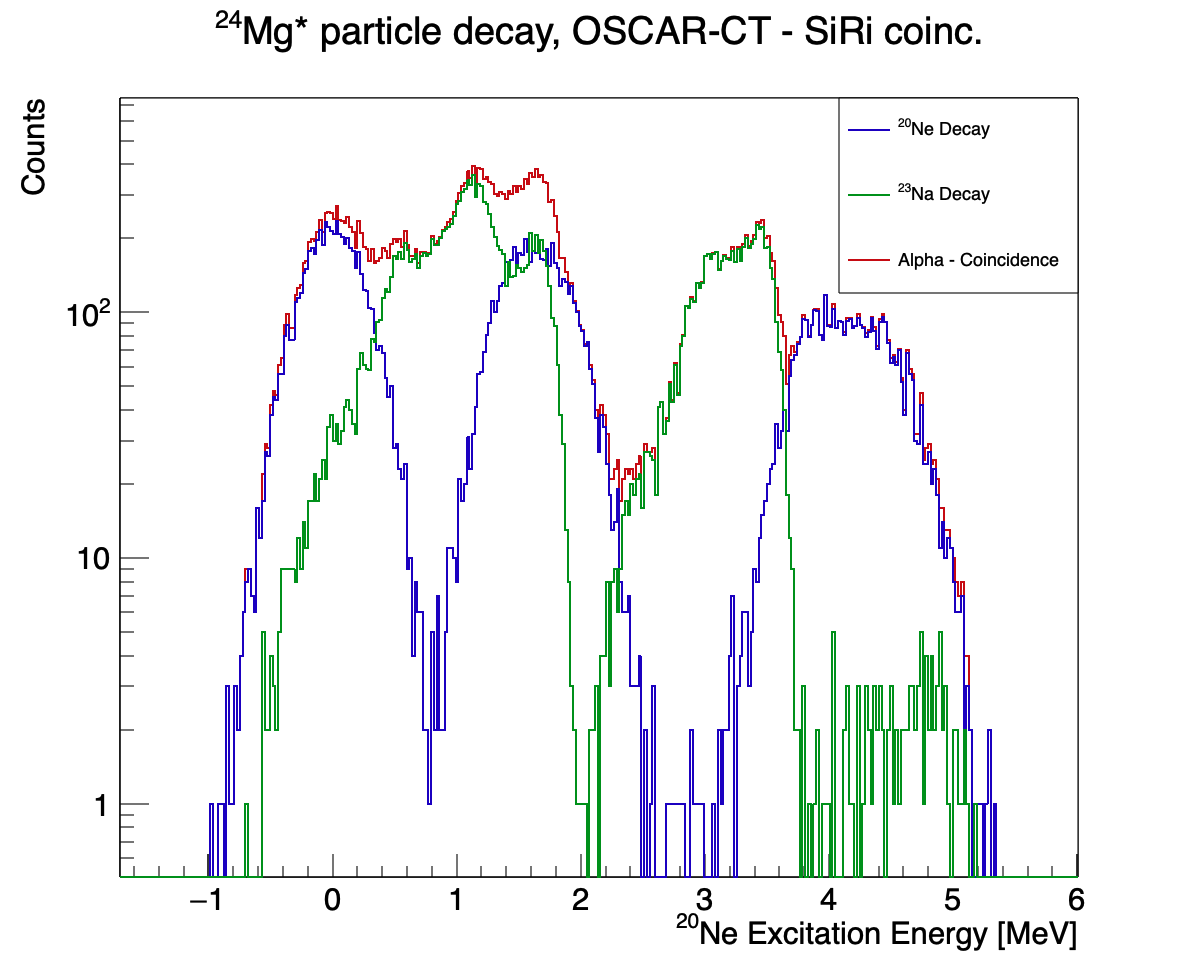 ²⁴Mg* particle decay, OSCAR-CT - SiRi coinc.
Counts
²⁰Ne Decay
²³Na Decay
Alpha - Coincidence
10²
10
1
−1 0 1 2 3 4 5 6
²⁰Ne Excitation Energy [MeV]